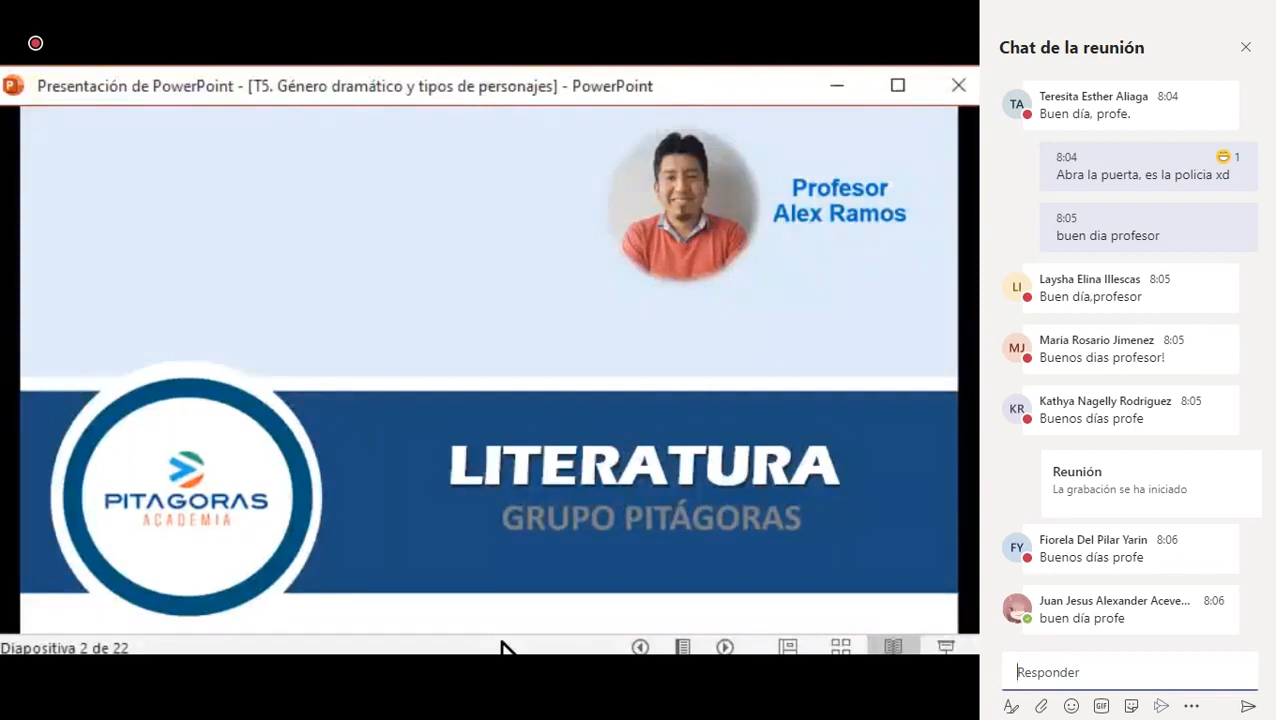 Presentación de PowerPoint - [T5. Género dramático y tipos de personajes] - PowerPoint
Profesor
Alex Ramos
PITAGORAS
ACADEMIA
LITERATURA
GRUPO PITÁGORAS
Diapositiva 2 de 22
Chat de la reunión
TA
Teresita Esther Aliaga 8:04
Buen día, profe.
8:04
1
Abra la puerta, es la policia xd
8:05
buen dia profesor
LI
Laysha Elina Illescas 8:05
Buen día,profesor
MJ
Maria Rosario Jimenez 8:05
Buenos dias profesor!
KR
Kathya Nagelly Rodriguez 8:05
Buenos días profe
Reunión
La grabación se ha iniciado
FY
Fiorela Del Pilar Yarin 8:06
Buenos días profe
Juan Jesus Alexander Aceve... 8:06
buen día profe
Responder
GIF